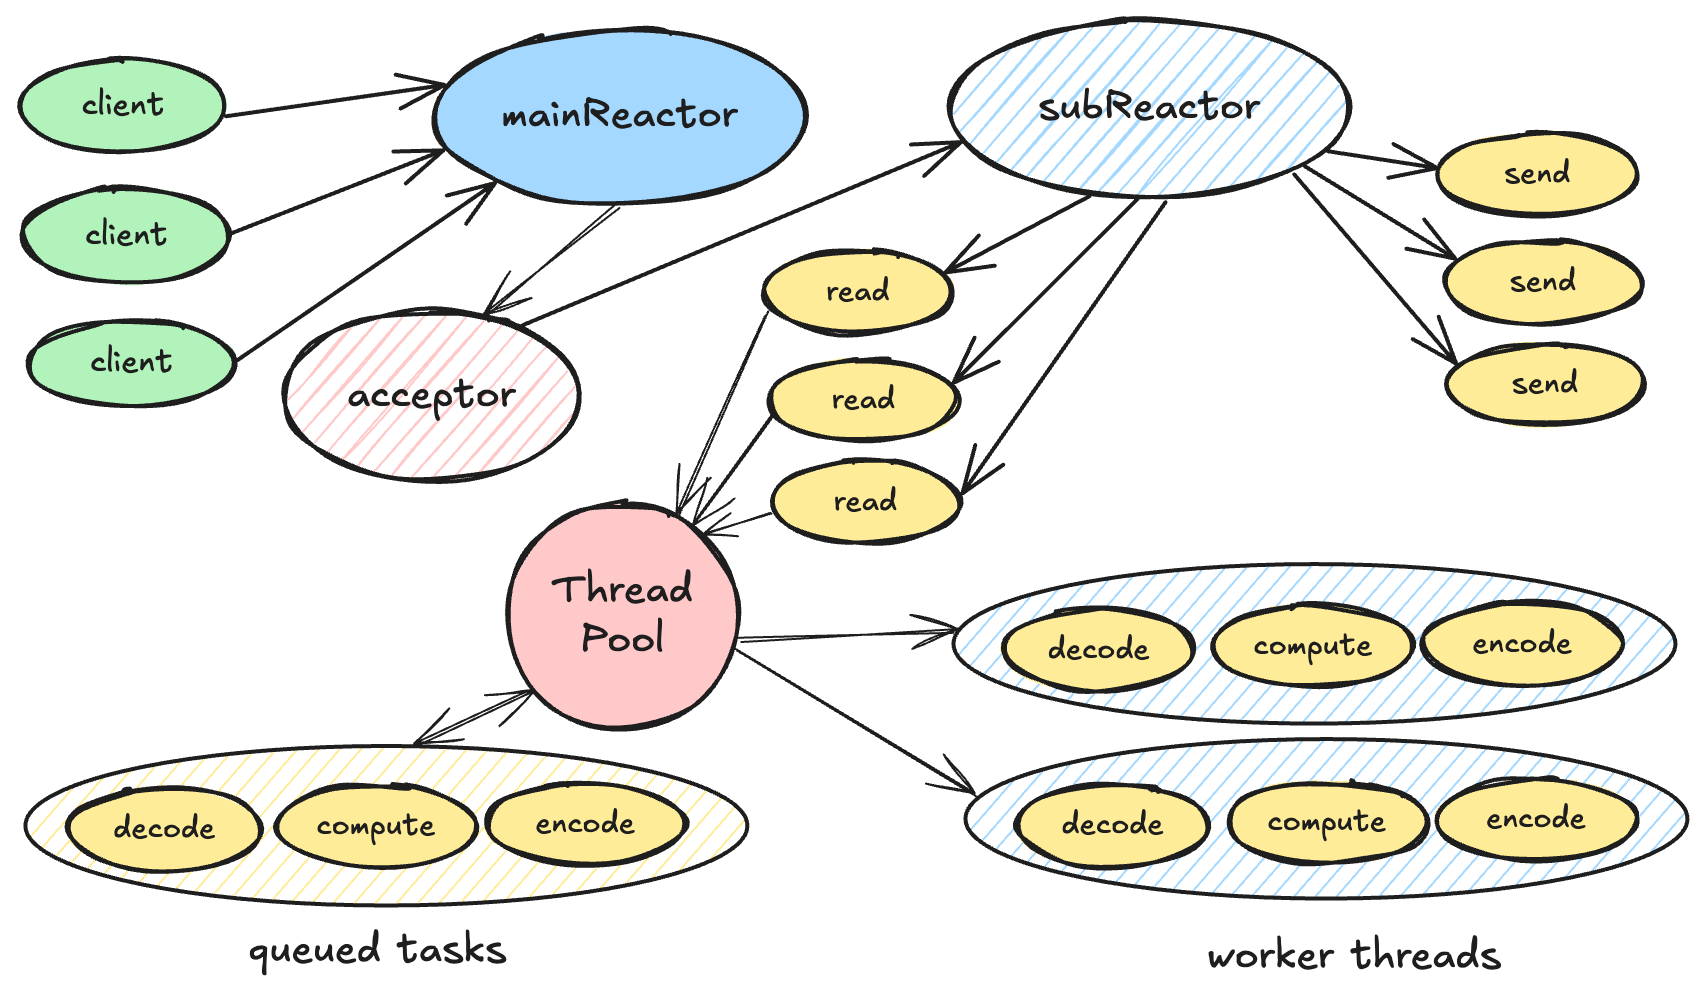 client
mainReactor
subReactor
send
client
read
send
client
acceptor
read
send
read
Thread
Pool
decode
compute
encode
decode
compute
encode
decode
compute
encode
queued tasks
worker threads